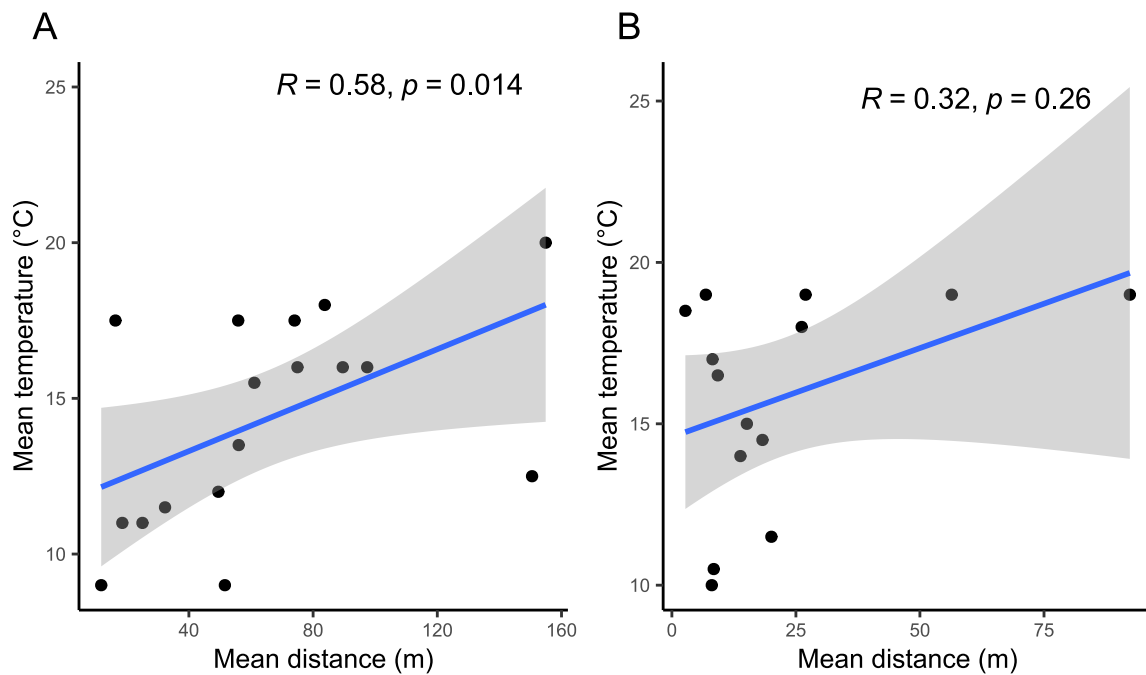 A
R = 0.58, p = 0.014
25
20
15
10
Mean temperature (°C)
40 80 120 160
Mean distance (m)
B
R = 0.32, p = 0.26
25
20
15
10
Mean temperature (°C)
0 25 50 75
Mean distance (m)